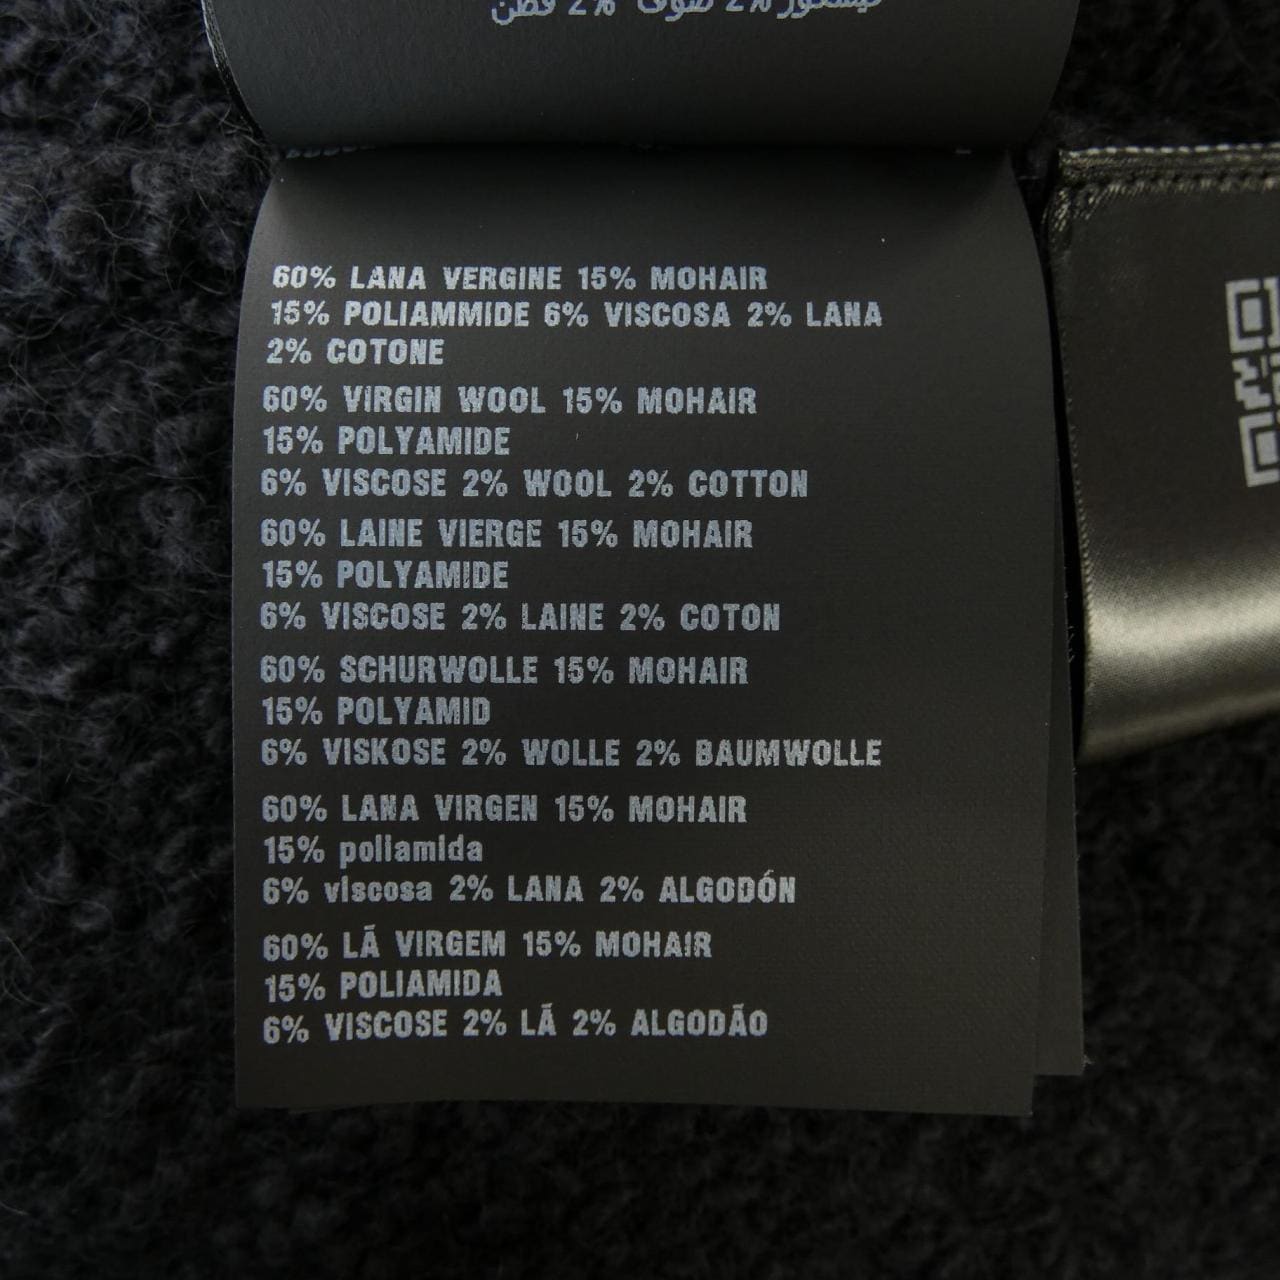 2% صوف 2% قطن
60% LANA VERGINE 15% MOHAIR
15% POLIAMMIDE 6% VISCOSA 2% LANA
2% COTONE
60% VIRGIN WOOL 15% MOHAIR
15% POLYAMIDE
6% VISCOSE 2% WOOL 2% COTTON
60% LAINE VIERGE 15% MOHAIR
15% POLYAMIDE
6% VISCOSE 2% LAINE 2% COTON
60% SCHURWOLLE 15% MOHAIR
15% POLYAMID
6% VISKOSE 2% WOLLE 2% BAUMWOLLE
60% LANA VIRGEN 15% MOHAIR
15% poliamida
6% viscosa 2% LANA 2% ALGODÓN
60% LÃ VIRGEM 15% MOHAIR
15% POLIAMIDA
6% VISCOSE 2% LÃ 2% ALGODÃO